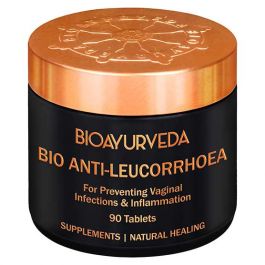 BIOAYURVEDA
BIO ANTI-LEUCORRHOEA
For Preventing Vaginal
Infections & Inflammation
90 Tablets
SUPPLEMENTS | NATURAL HEALING